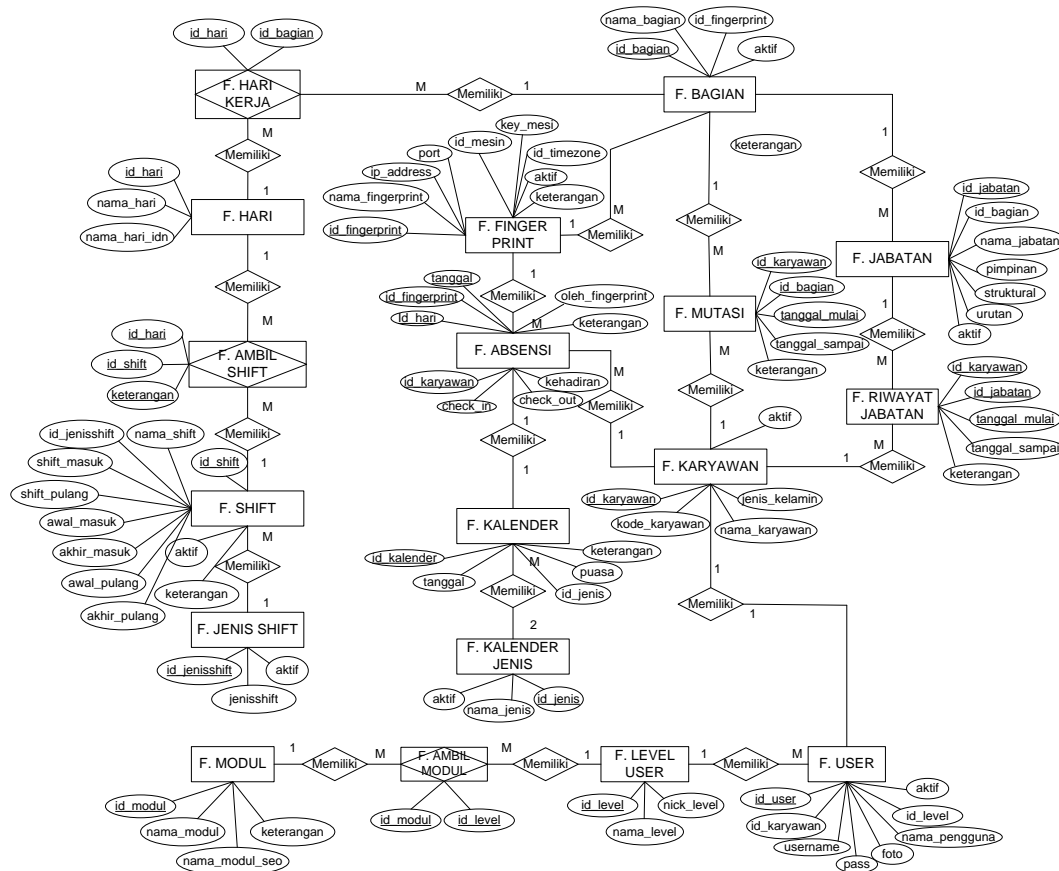 id_hari
id_bagian
nama_bagian
id_fingerprint
id_bagian
aktif
F. HARI
KERJA
M
Memiliki
1
F. BAGIAN
M
Memiliki
1
key_mesi
id_mesin
port
id_timezone
ip_address
aktif
nama_fingerprint
keterangan
id_fingerprint
F. FINGER
PRINT
1
Memiliki
M
keterangan
1
Memiliki
M
1
Memiliki
M
id_hari
nama_hari
nama_hari_idn
F. HARI
1
Memiliki
M
1
Memiliki
M
id_jabatan
id_bagian
nama_jabatan
pimpinan
struktural
urutan
aktif
F. JABATAN
1
Memiliki
M
id_karyawan
id_bagian
tanggal_mulai
tanggal_sampai
keterangan
F. MUTASI
M
Memiliki
1
tanggal
id_fingerprint
Id_hari
oleh_fingerprint
keterangan
F. ABSENSI
id_karyawan
check_in
kehadiran
check_out
M
Memiliki
1
1
Memiliki
1
id_hari
id_shift
keterangan
F. AMBIL
SHIFT
M
Memiliki
1
id_karyawan
id_jabatan
tanggal_mulai
tanggal_sampai
keterangan
F. RIWAYAT
JABATAN
M
Memiliki
1
aktif
F. KARYAWAN
id_karyawan
jenis_kelamin
kode_karyawan
nama_karyawan
1
Memiliki
1
id_jenisshift
nama_shift
shift_masuk
id_shift
shift_pulang
awal_masuk
akhir_masuk
awal_pulang
akhir_pulang
aktif
keterangan
F. SHIFT
M
Memiliki
1
F. JENIS SHIFT
id_jenisshift
aktif
jenisshift
F. KALENDER
id_kalender
tanggal
keterangan
puasa
id_jenis
M
Memiliki
2
F. KALENDER
JENIS
aktif
nama_jenis
id_jenis
F. MODUL
1
Memiliki
M
F. AMBIL
MODUL
M
Memiliki
1
F. LEVEL
USER
1
Memiliki
M
F. USER
id_modul
nama_modul
nama_modul_seo
keterangan
id_modul
id_level
id_level
nama_level
nick_level
id_user
id_karyawan
username
pass
foto
nama_pengguna
id_level
aktif